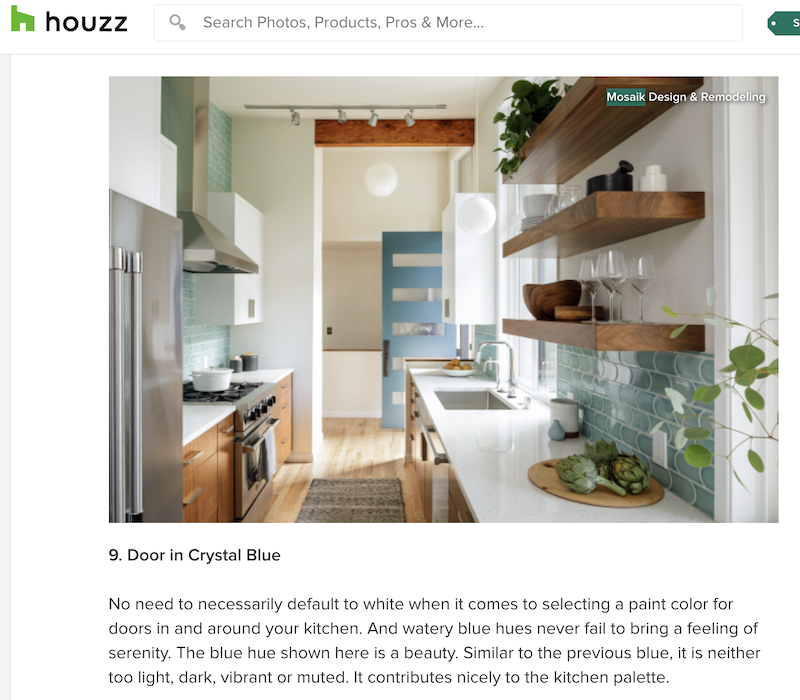 houzz
Search Photos, Products, Pros & More...
S
Mosaik Design & Remodeling
9. Door in Crystal Blue
No need to necessarily default to white when it comes to selecting a paint color for
doors in and around your kitchen. And watery blue hues never fail to bring a feeling of
serenity. The blue hue shown here is a beauty. Similar to the previous blue, it is neither
too light, dark, vibrant or muted. It contributes nicely to the kitchen palette.